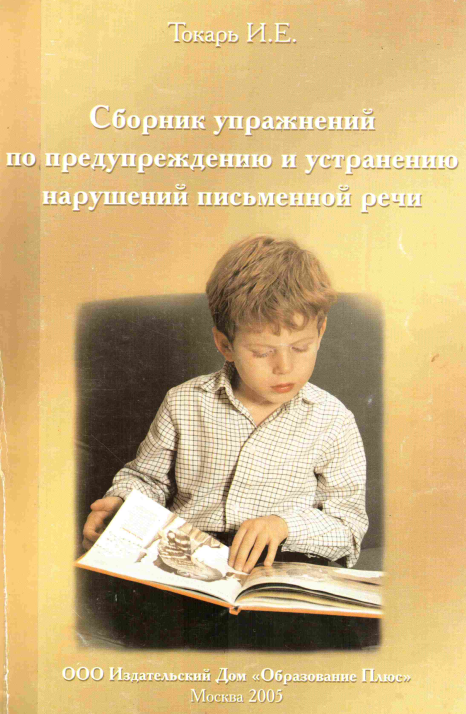 Токарь И.Е.
Сборник упражнений
по предупреждению и устранению
нарушений письменной речи
ООО Издательский Дом «Образование Плюс»
Москва 2005